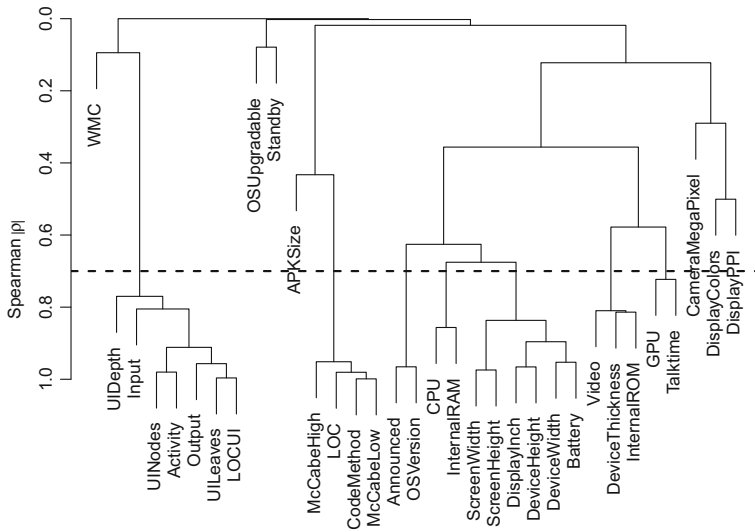 Spearman |ρ|
0.0
0.2
0.4
0.6
0.8
1.0
WMC
UIDepth
Input
UINodes
Activity
Output
UILeaves
LOCUI
OSUpgradable
Standby
APKSize
McCabeHigh
LOC
CodeMethod
McCabeLow
Announced
OSVersion
CPU
InternalRAM
ScreenWidth
ScreenHeight
DisplayInch
DeviceHeight
DeviceWidth
Battery
Video
DeviceThickness
InternalROM
GPU
Talktime
CameraMegaPixel
DisplayColors
DisplayPPI